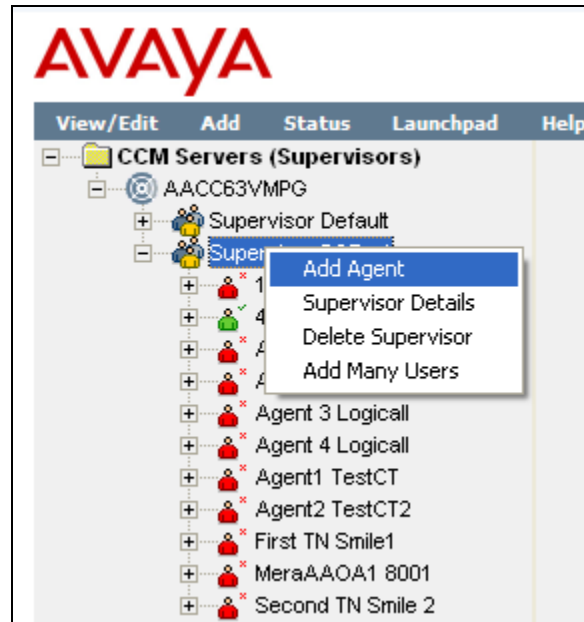 AVAYA
View/Edit Add Status Launchpad Help
CCM Servers (Supervisors)
AACC63VMPG
Supervisor Default
Add Agent
Supervisor Details
Delete Supervisor
Add Many Users
Agent 3 Logicall
Agent 4 Logicall
Agent1 TestCT
Agent2 TestCT2
First TN Smile1
MeraAAOA1 8001
Second TN Smile 2